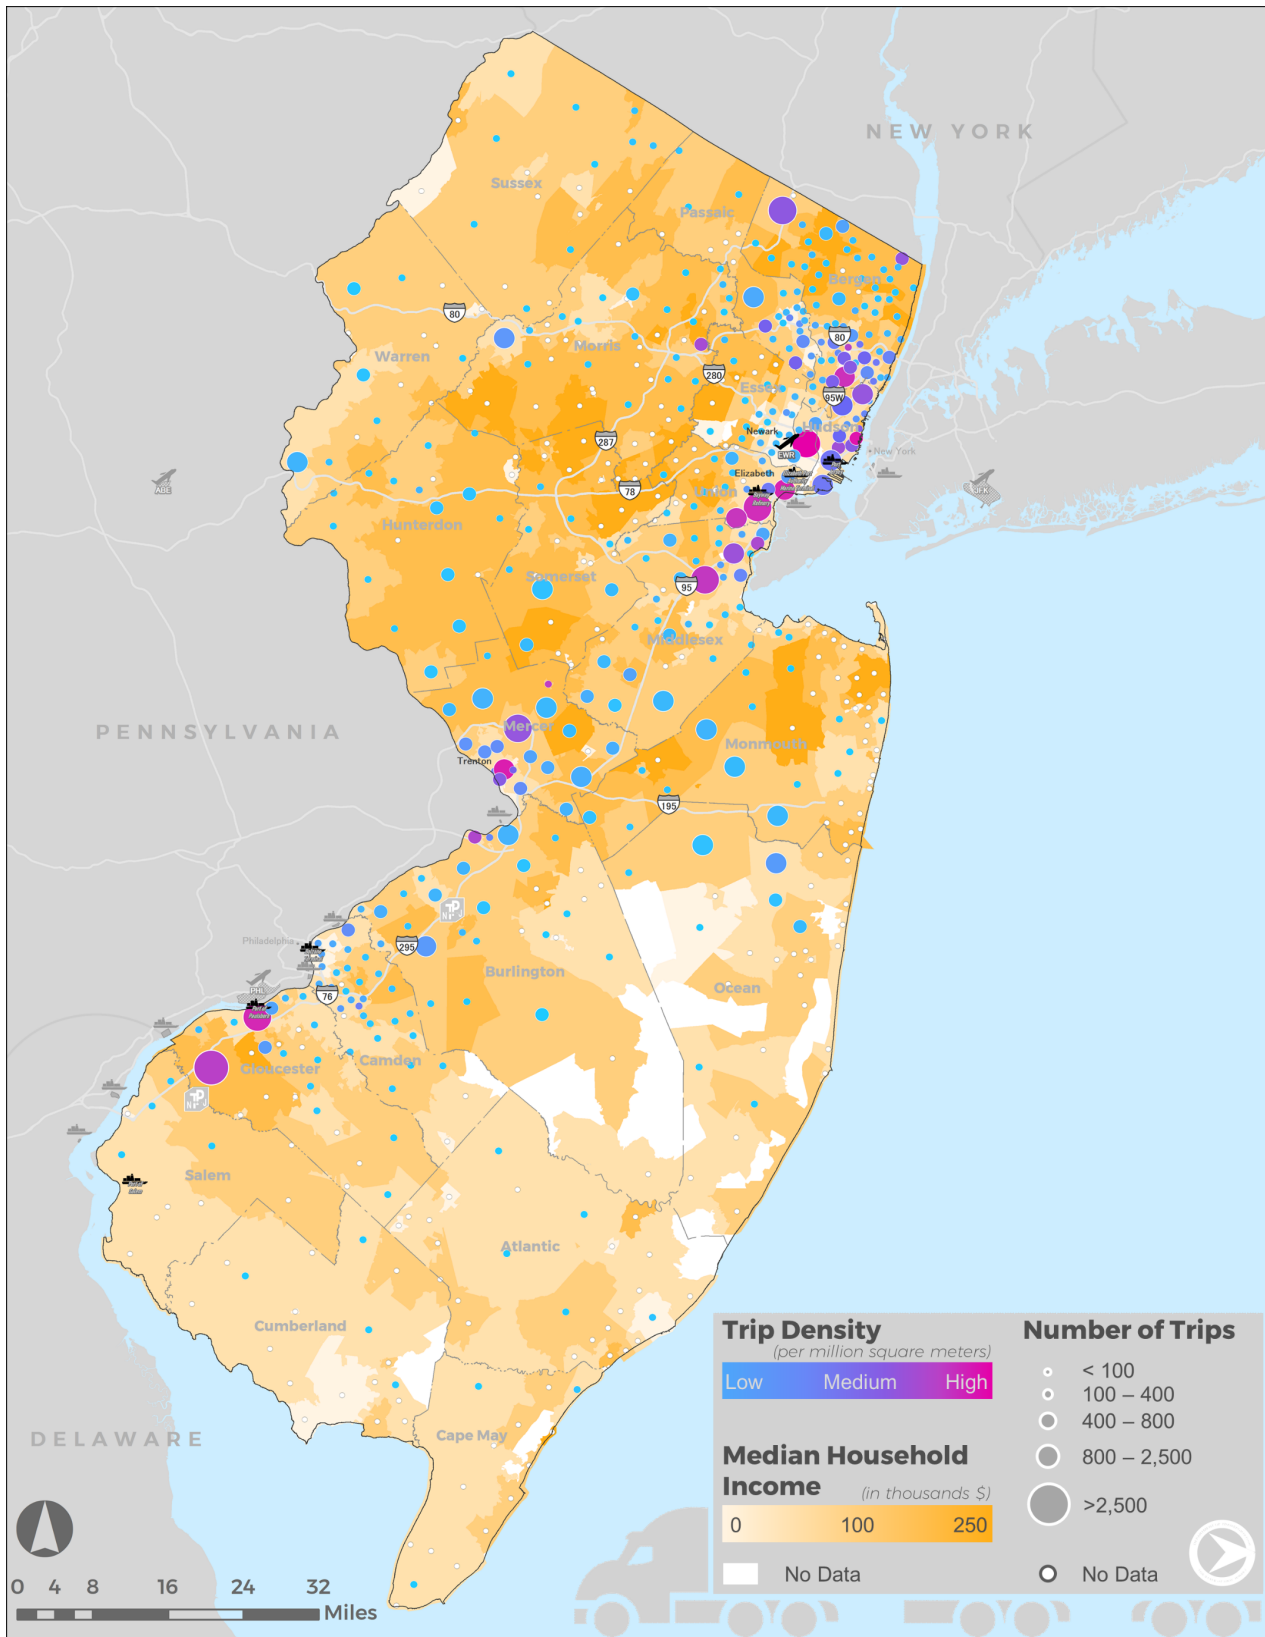 NEW YORK
Sussex
Passaic
Bergen
80
Warren
Morris
80
280
Essex
95W
Newark
Hudson
287
EWR
New York
Elizabeth
ABE
JFK
78
Union
Hunterdon
Somerset
95
Middlesex
PENNSYLVANIA
Mercer
Monmouth
Trenton
195
Philadelphia
295
Burlington
PHL
76
Ocean
Camden
Gloucester
Salem
Atlantic
Cumberland
Cape May
DELAWARE
Trip Density
(per million square meters)
Low Medium High
Median Household
Income (in thousands $)
0 100 250
No Data
Number of Trips
< 100
100 – 400
400 – 800
800 – 2,500
>2,500
No Data
0 4 8 16 24 32
Miles